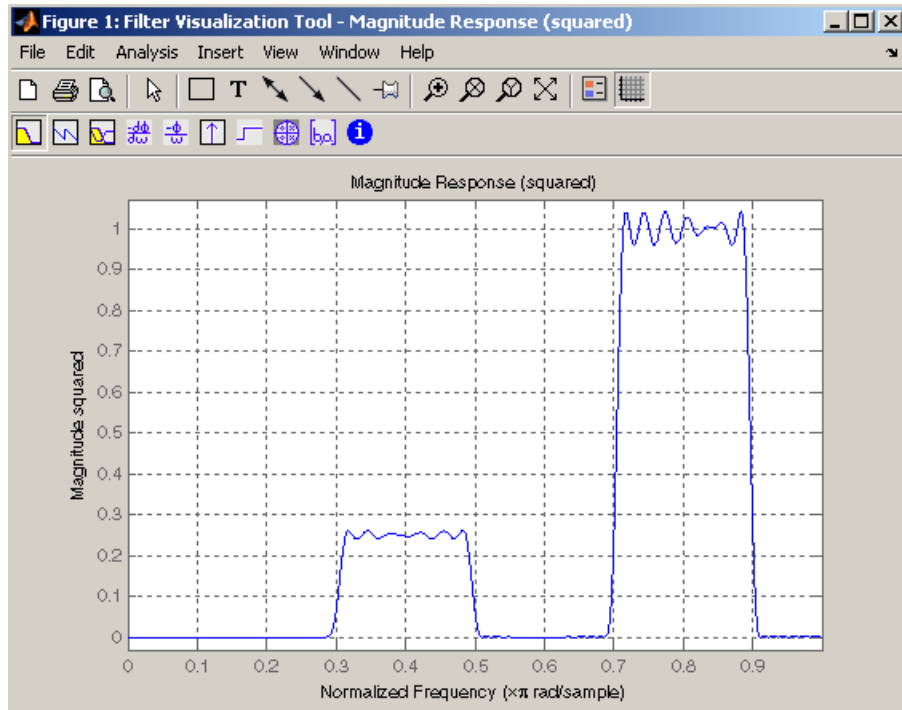 Figure 1: Filter Visualization Tool - Magnitude Response (squared)
File Edit Analysis Insert View Window Help
T
-dΦ
dω
-Φ
ω
[b,a]
i
Magnitude Response (squared)
Magnitude squared
1
0.9
0.8
0.7
0.6
0.5
0.4
0.3
0.2
0.1
0
0 0.1 0.2 0.3 0.4 0.5 0.6 0.7 0.8 0.9
Normalized Frequency (×π rad/sample)